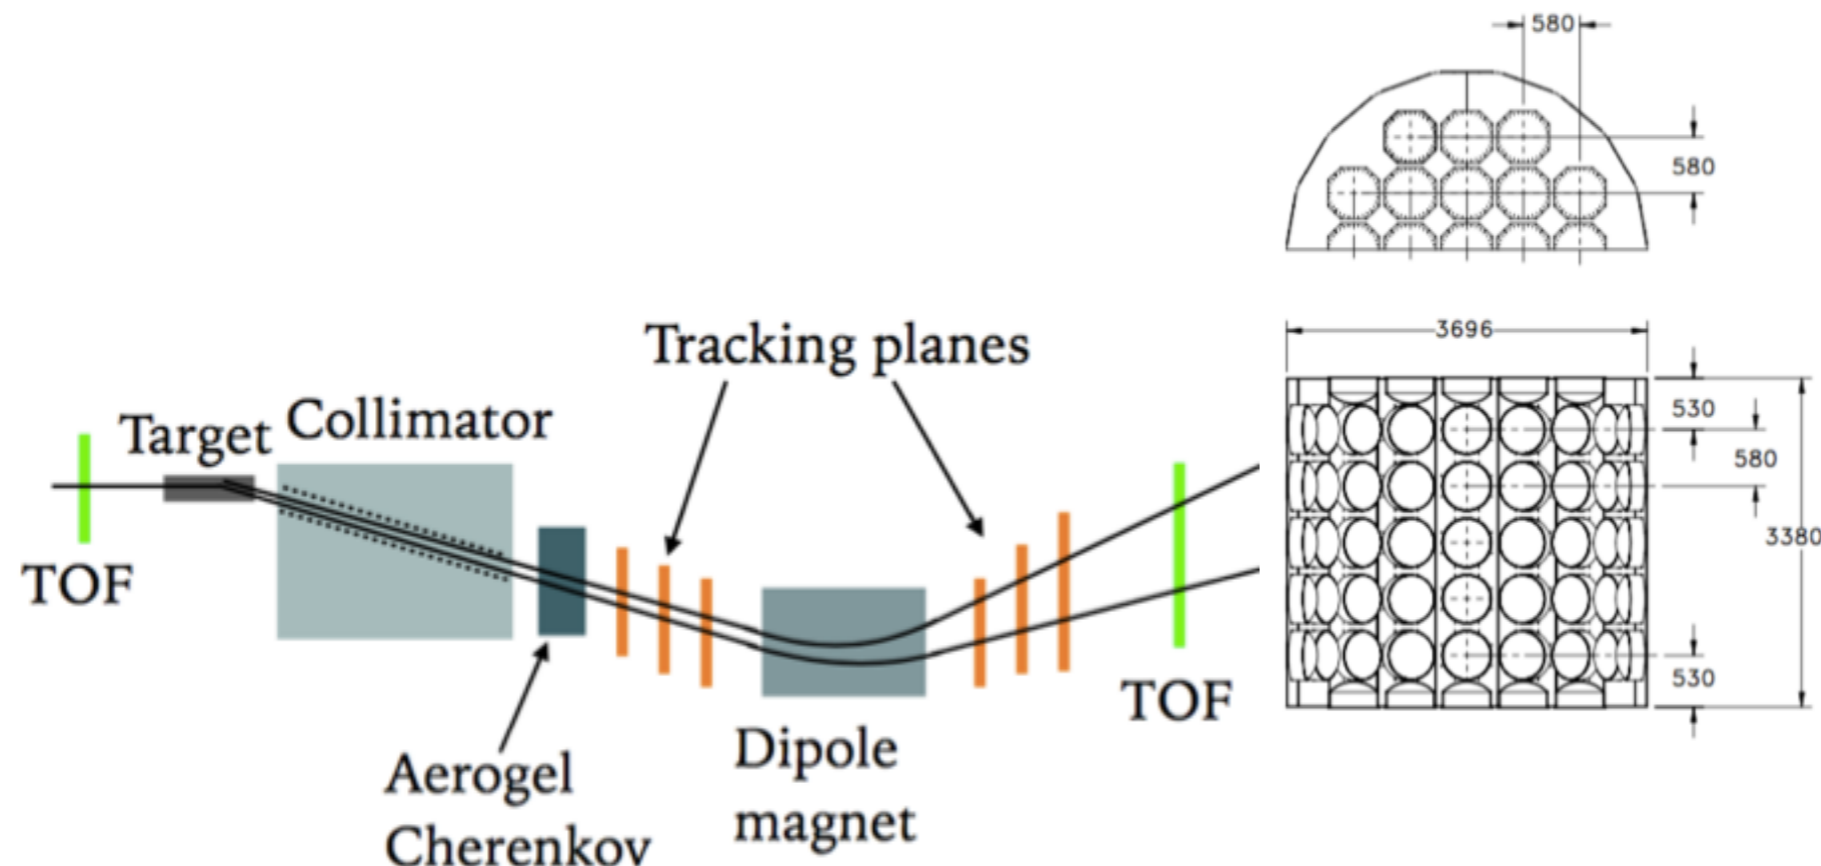 Tracking planes
Target
Collimator
TOF
Aerogel
Cherenkov
Dipole
magnet
TOF
580
580
3696
530
580
3380
530